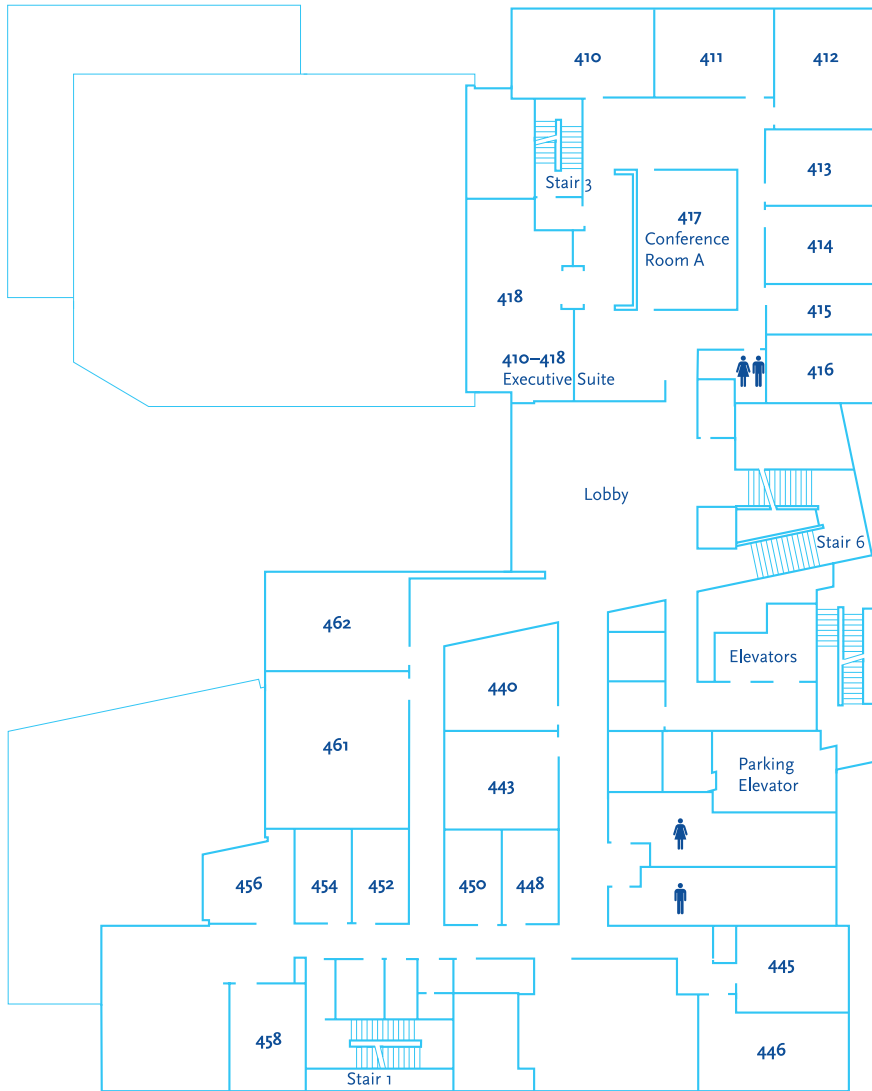 410
411
412
413
Stair 3
417
Conference
Room A
414
418
415
410–418
Executive Suite
416
Lobby
Stair 6
462
Elevators
440
461
443
Parking
Elevator
456
454
452
450
448
445
458
446
Stair 1